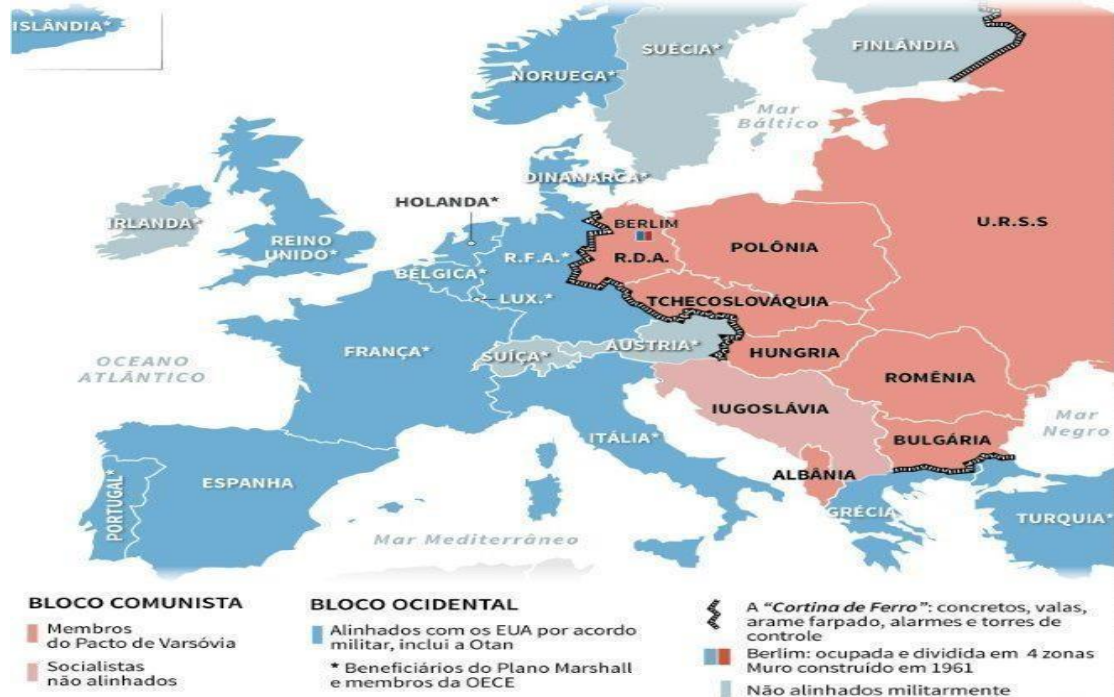 ISLÂNDIA*
NORUEGA*
SUÉCIA*
FINLÂNDIA
Mar
Báltico
DINAMARCA*
HOLANDA*
IRLANDA*
REINO
UNIDO*
BÉLGICA*
R.F.A.*
BERLIM
R.D.A.
POLÔNIA
U.R.S.S
LUX.*
TCHECOSLOVÁQUIA
OCEANO
ATLÂNTICO
FRANÇA*
SUÍÇA*
ÁUSTRIA*
HUNGRIA
ROMÊNIA
IUGOSLÁVIA
Mar
Negro
ITÁLIA*
BULGÁRIA
ALBÂNIA
PORTUGAL*
ESPANHA
GRÉCIA
TURQUIA*
Mar Mediterrâneo
BLOCO COMUNISTA
Membros
do Pacto de Varsóvia
Socialistas
não alinhados
BLOCO OCIDENTAL
Alinhados com os EUA por acordo
militar, inclui a Otan
* Beneficiários do Plano Marshall
e membros da OECE
A "Cortina de Ferro": concretos, valas,
arame farpado, alarmes e torres de
controle
Berlim: ocupada e dividida em 4 zonas
Muro construído em 1961
Não alinhados militarmente